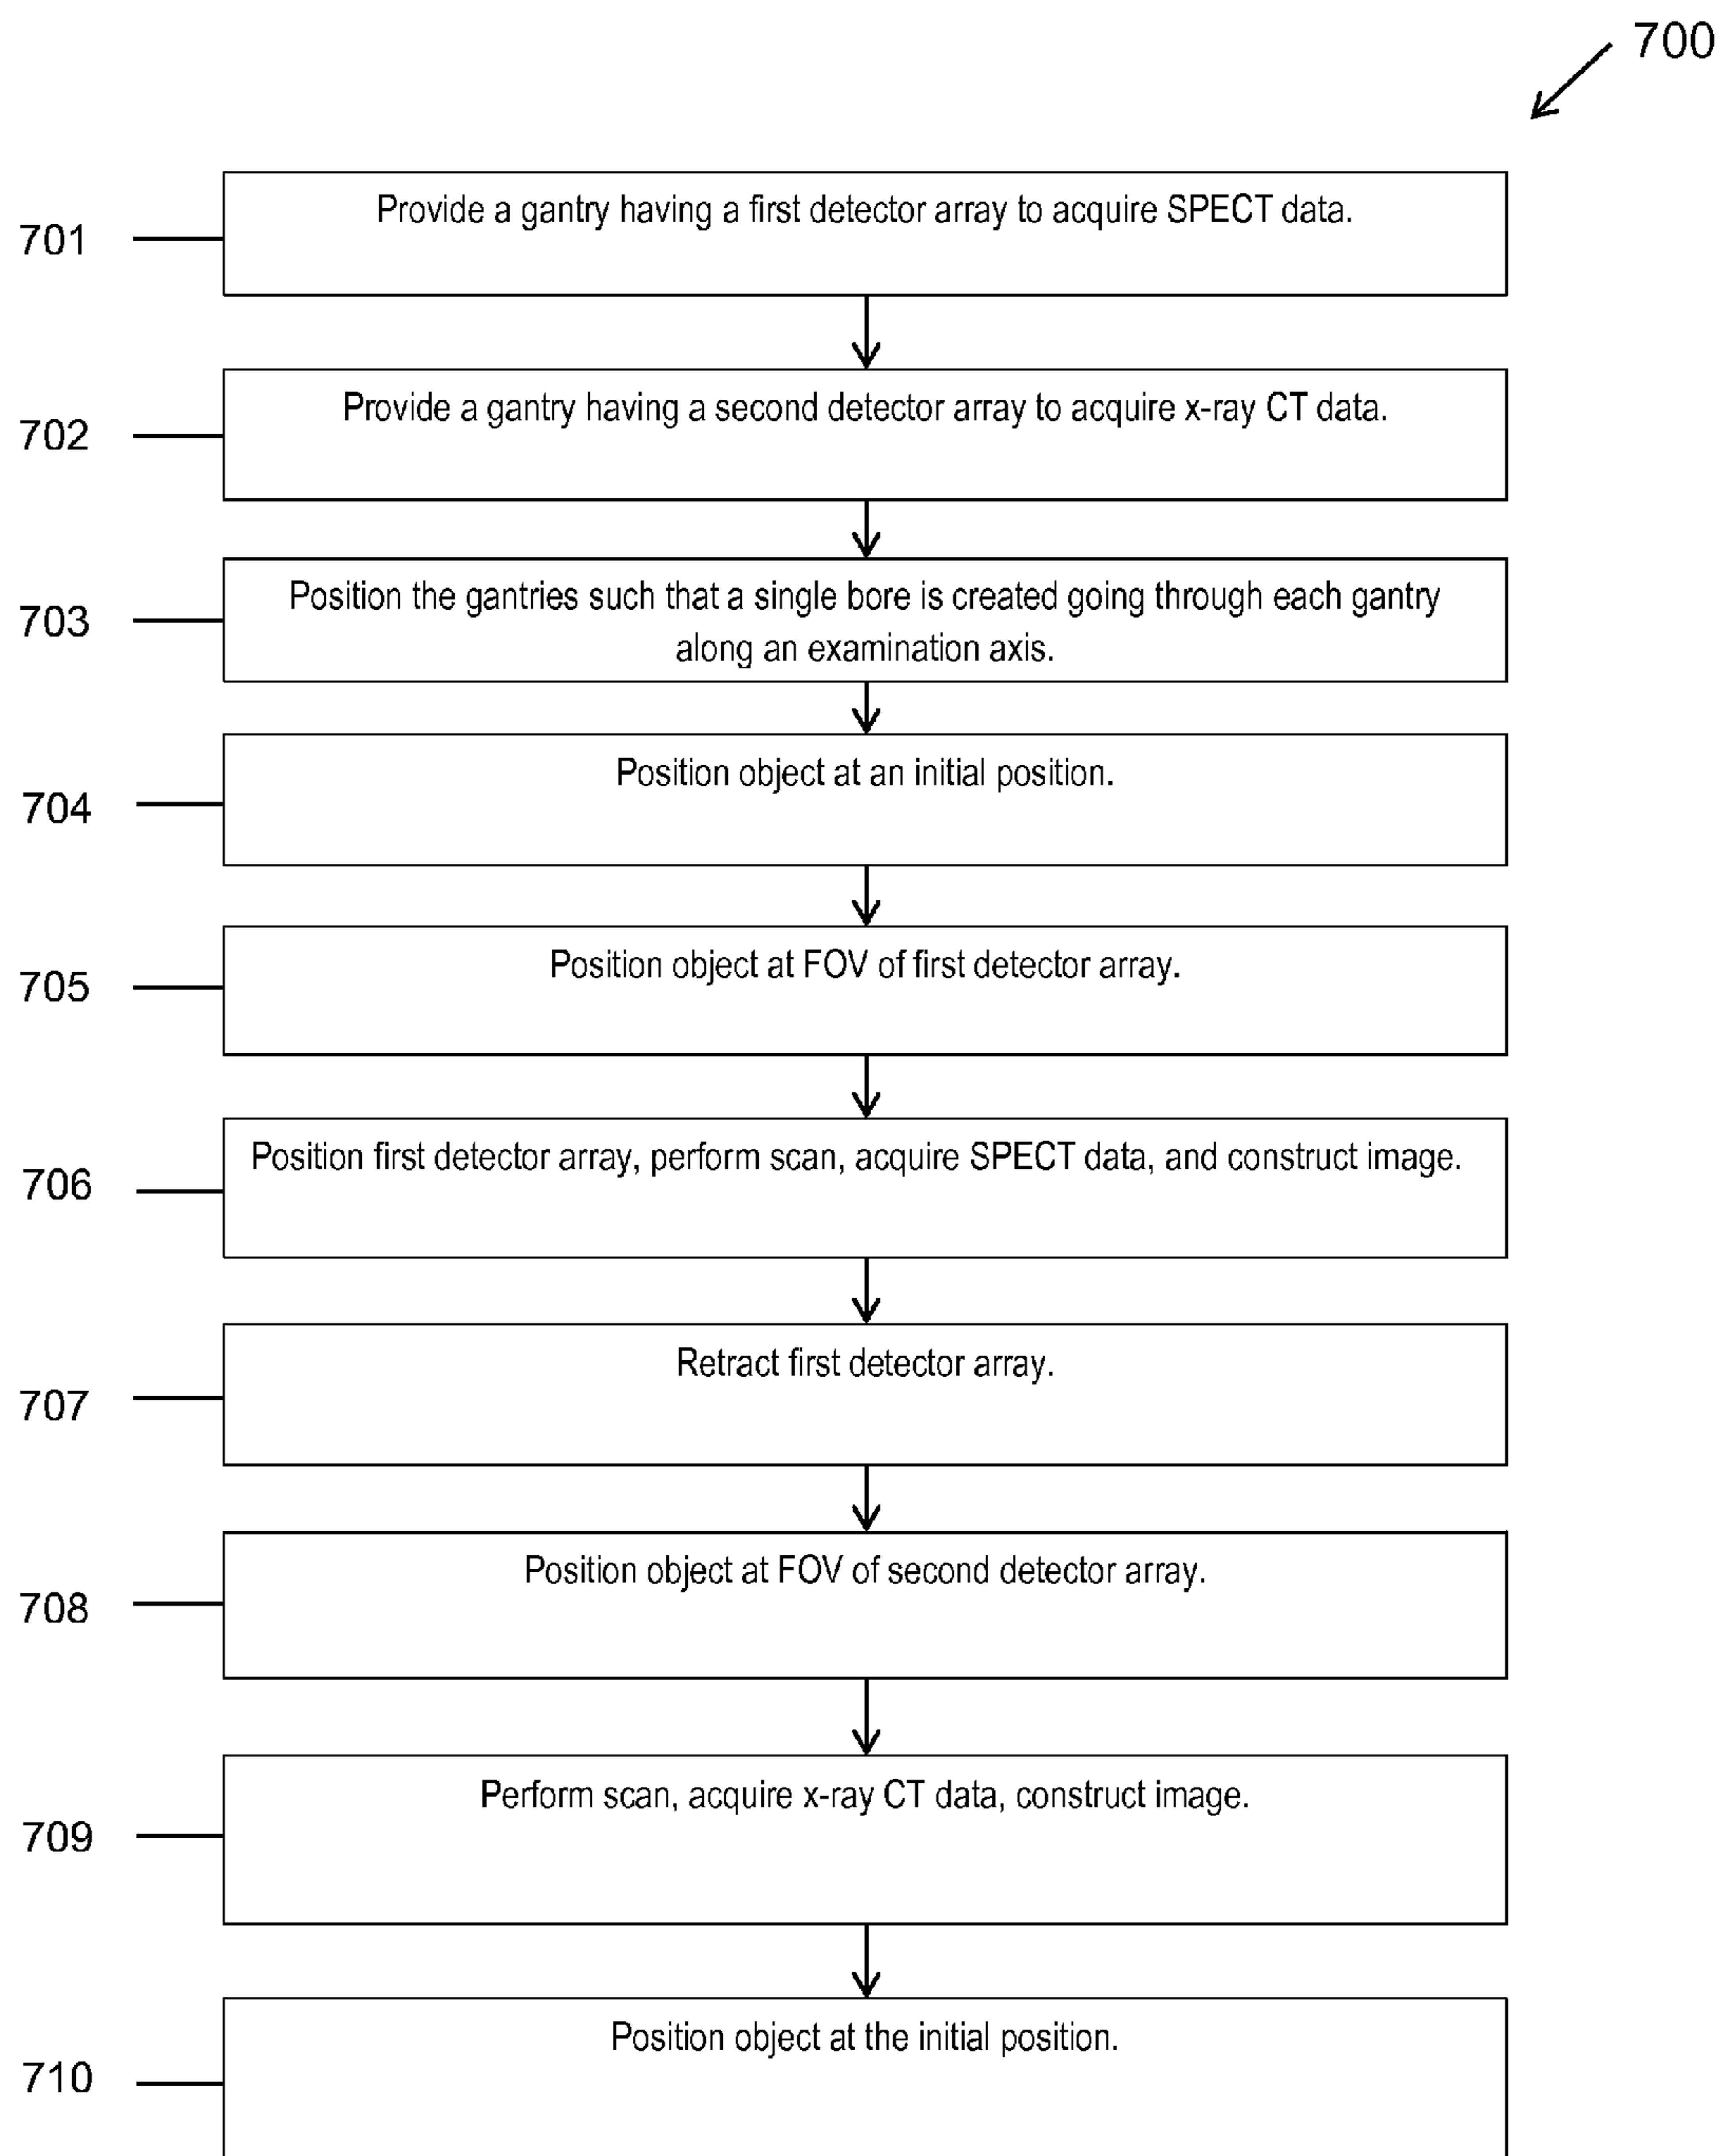 700
701
Provide a gantry having a first detector array to acquire SPECT data.
702
Provide a gantry having a second detector array to acquire x-ray CT data.
703
Position the gantries such that a single bore is created going through each gantry
along an examination axis.
704
Position object at an initial position.
705
Position object at FOV of first detector array.
706
Position first detector array, perform scan, acquire SPECT data, and construct image.
707
Retract first detector array.
708
Position object at FOV of second detector array.
709
Perform scan, acquire x-ray CT data, construct image.
710
Position object at the initial position.